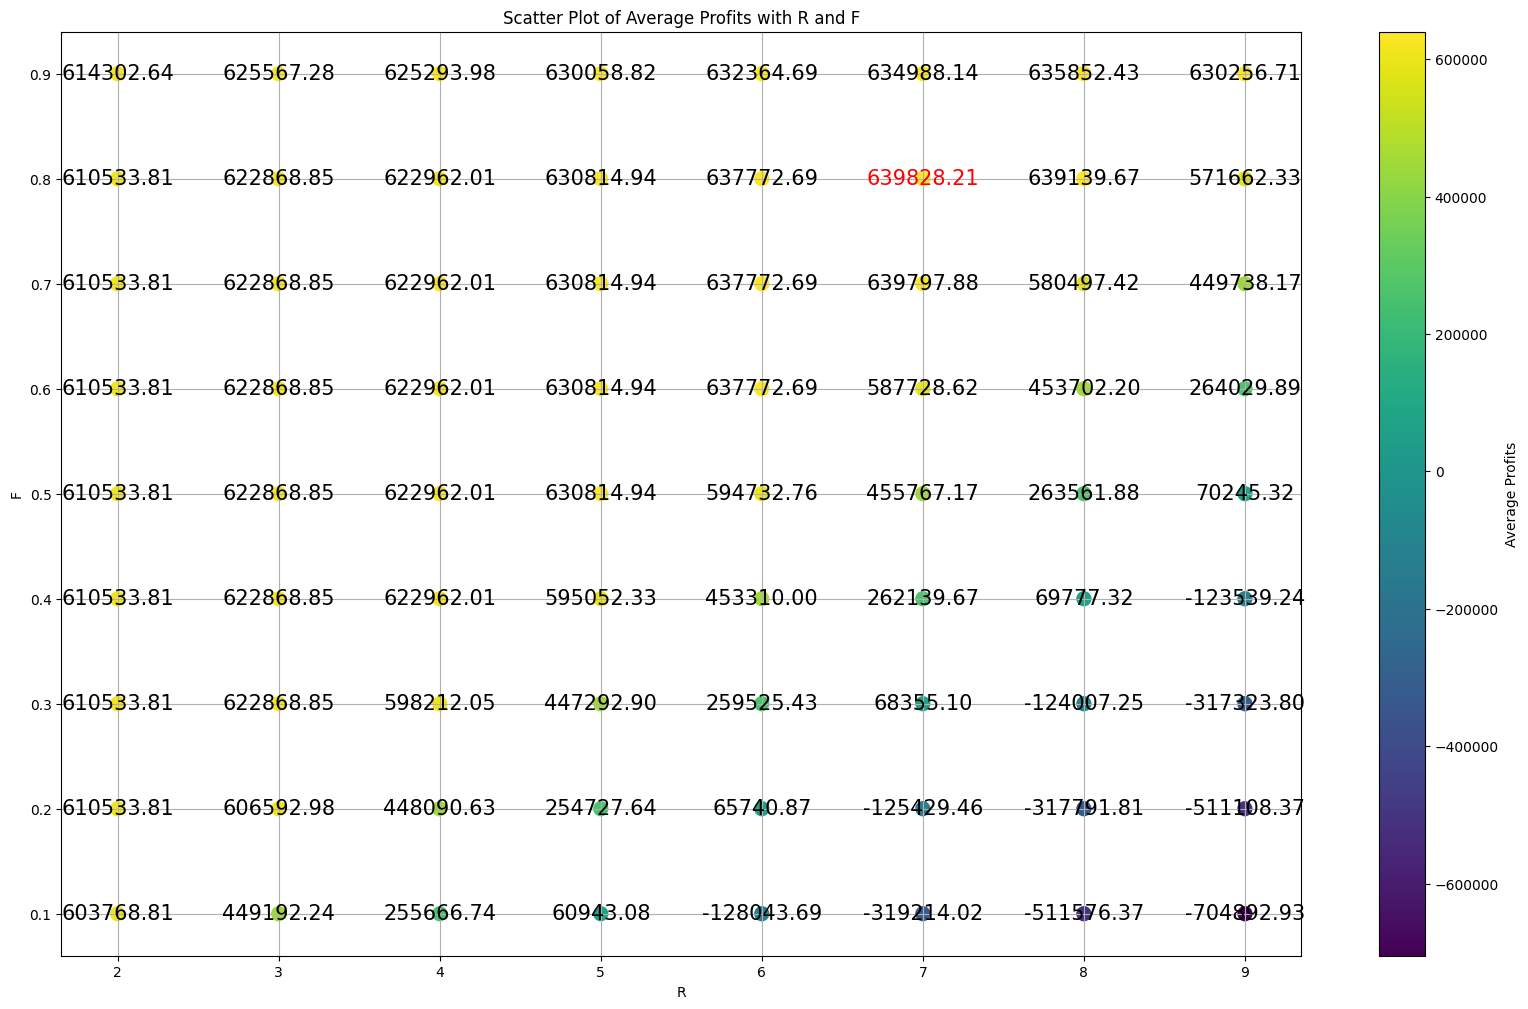 Scatter Plot of Average Profits with R and F
0.9 614302.64 625567.28 625293.98 630058.82 632364.69 634988.14 635852.43 630256.71
0.8 610533.81 622868.85 622962.01 630814.94 637772.69 639828.21 639139.67 571662.33
0.7 610533.81 622868.85 622962.01 630814.94 637772.69 639797.88 580497.42 449738.17
0.6 610533.81 622868.85 622962.01 630814.94 637772.69 587728.62 453702.20 264029.89
0.5 610533.81 622868.85 622962.01 630814.94 594732.76 455767.17 263561.88 70245.32
0.4 610533.81 622868.85 622962.01 595052.33 453310.00 262139.67 69777.32 -123539.24
0.3 610533.81 622868.85 598212.05 447292.90 259525.43 68355.10 -124007.25 -317323.80
0.2 610533.81 606592.98 448090.63 254727.64 65740.87 -125429.46 -317791.81 -511108.37
0.1 603768.81 449192.24 255666.74 60943.08 -128043.69 -319214.02 -511576.37 -704892.93
2 3 4 5 6 7 8 9
R
F
600000
400000
200000
0
−200000
−400000
−600000
Average Profits